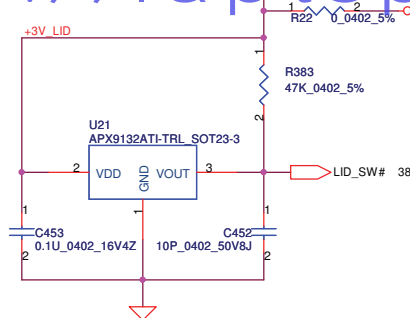 1 2
R22 0_0402_5%
+3V_LID
1
R383
47K_0402_5%
2
U21
APX9132ATI-TRL_SOT23-3
2 VDD GND VOUT 3
LID_SW# 38
1
1 1
C453 C452
0.1U_0402_16V4Z 10P_0402_50V8J
2 2